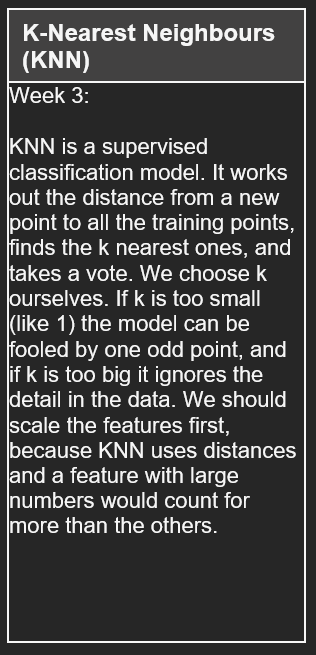 K-Nearest Neighbours
(KNN)
Week 3:
KNN is a supervised
classification model. It works
out the distance from a new
point to all the training points,
finds the k nearest ones, and
takes a vote. We choose k
ourselves. If k is too small
(like 1) the model can be
fooled by one odd point, and
if k is too big it ignores the
detail in the data. We should
scale the features first,
because KNN uses distances
and a feature with large
numbers would count for
more than the others.